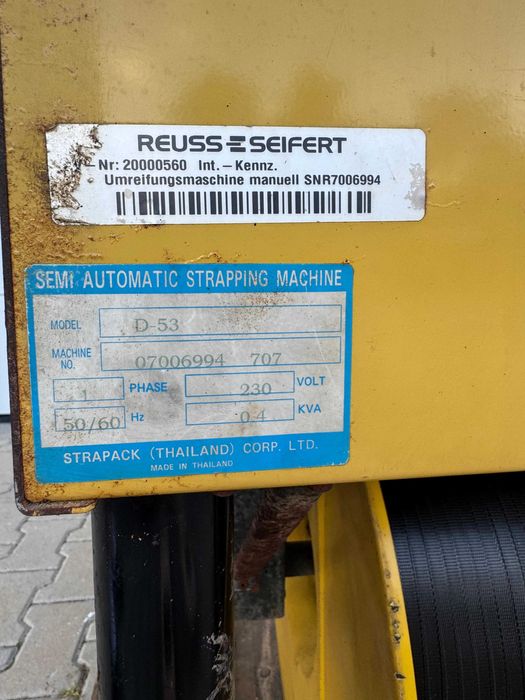 REUSS SEIFERT
Nr: 20000560 Int.-Kennz.
Umreifungsmaschine manuell SNR7006994
SEMI AUTOMATIC STRAPPING MACHINE
MODEL D-53
MACHINE NO. 07006994 707
1 PHASE 230 VOLT
50/60 Hz 0.4 KVA
STRAPACK (THAILAND) CORP. LTD.
MADE IN THAILAND